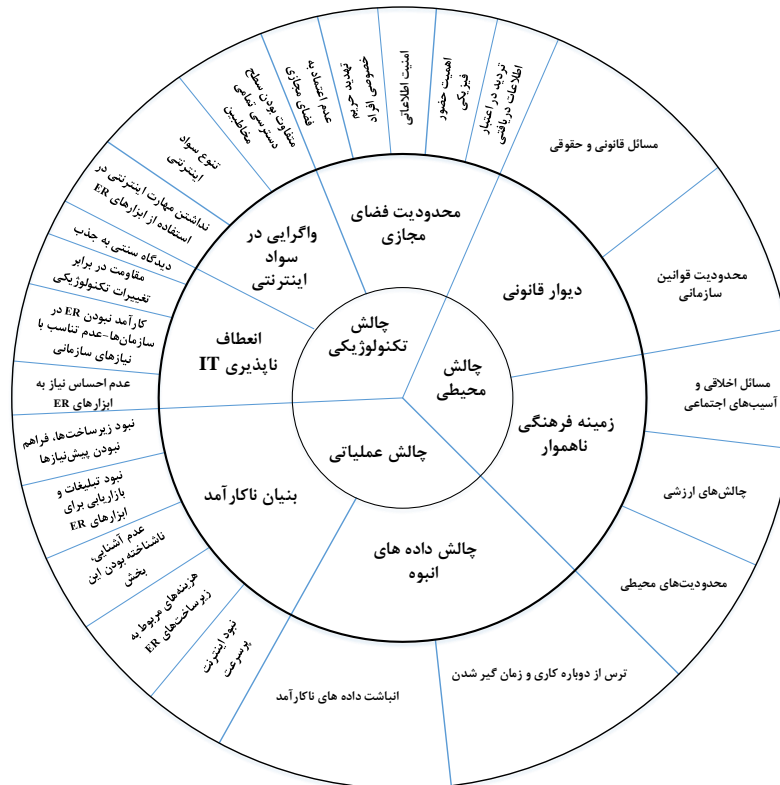 چالش
تکنولوژیکی
چالش
محیطی
چالش عملیاتی
محدودیت فضای
مجازی
دیوار قانونی
زمینه فرهنگی
ناهموار
چالش داده های
انبوه
بنیان ناکارآمد
انعطاف
ناپذیری IT
واگرایی در
سواد
اینترنتی
مسائل قانونی و حقوقی
محدودیت قوانین
سازمانی
مسائل اخلاقی و
آسیب‌های اجتماعی
چالش‌های ارزشی
محدودیت‌های محیطی
ترس از دوباره کاری و زمان گیر شدن
انباشت داده های ناکارآمد
نبود اینترنت
پرسرعت
هزینه‌های مربوط به
زیرساخت‌های ER
عدم آشنایی،
ناشناخته بودن این
بخش
نبود تبلیغات و
بازاریابی برای
ابزارهای ER
نبود زیرساخت‌ها، فراهم
نبودن پیش‌نیازها
عدم احساس نیاز به
ابزارهای ER
کارآمد نبودن ER در
سازمان‌ها-عدم تناسب با
نیازهای سازمانی
مقاومت در برابر
تغییرات تکنولوژیکی
دیدگاه سنتی به جذب
نداشتن مهارت اینترنتی در
استفاده از ابزارهای ER
تنوع سواد
اینترنتی
متفاوت بودن سطح
دسترسی تمامی
مخاطبین
عدم اعتماد به
فضای مجازی
تهدید حریم
خصوصی افراد
امنیت اطلاعاتی
اهمیت حضور
فیزیکی
تردید در اعتبار
اطلاعات دریافتی